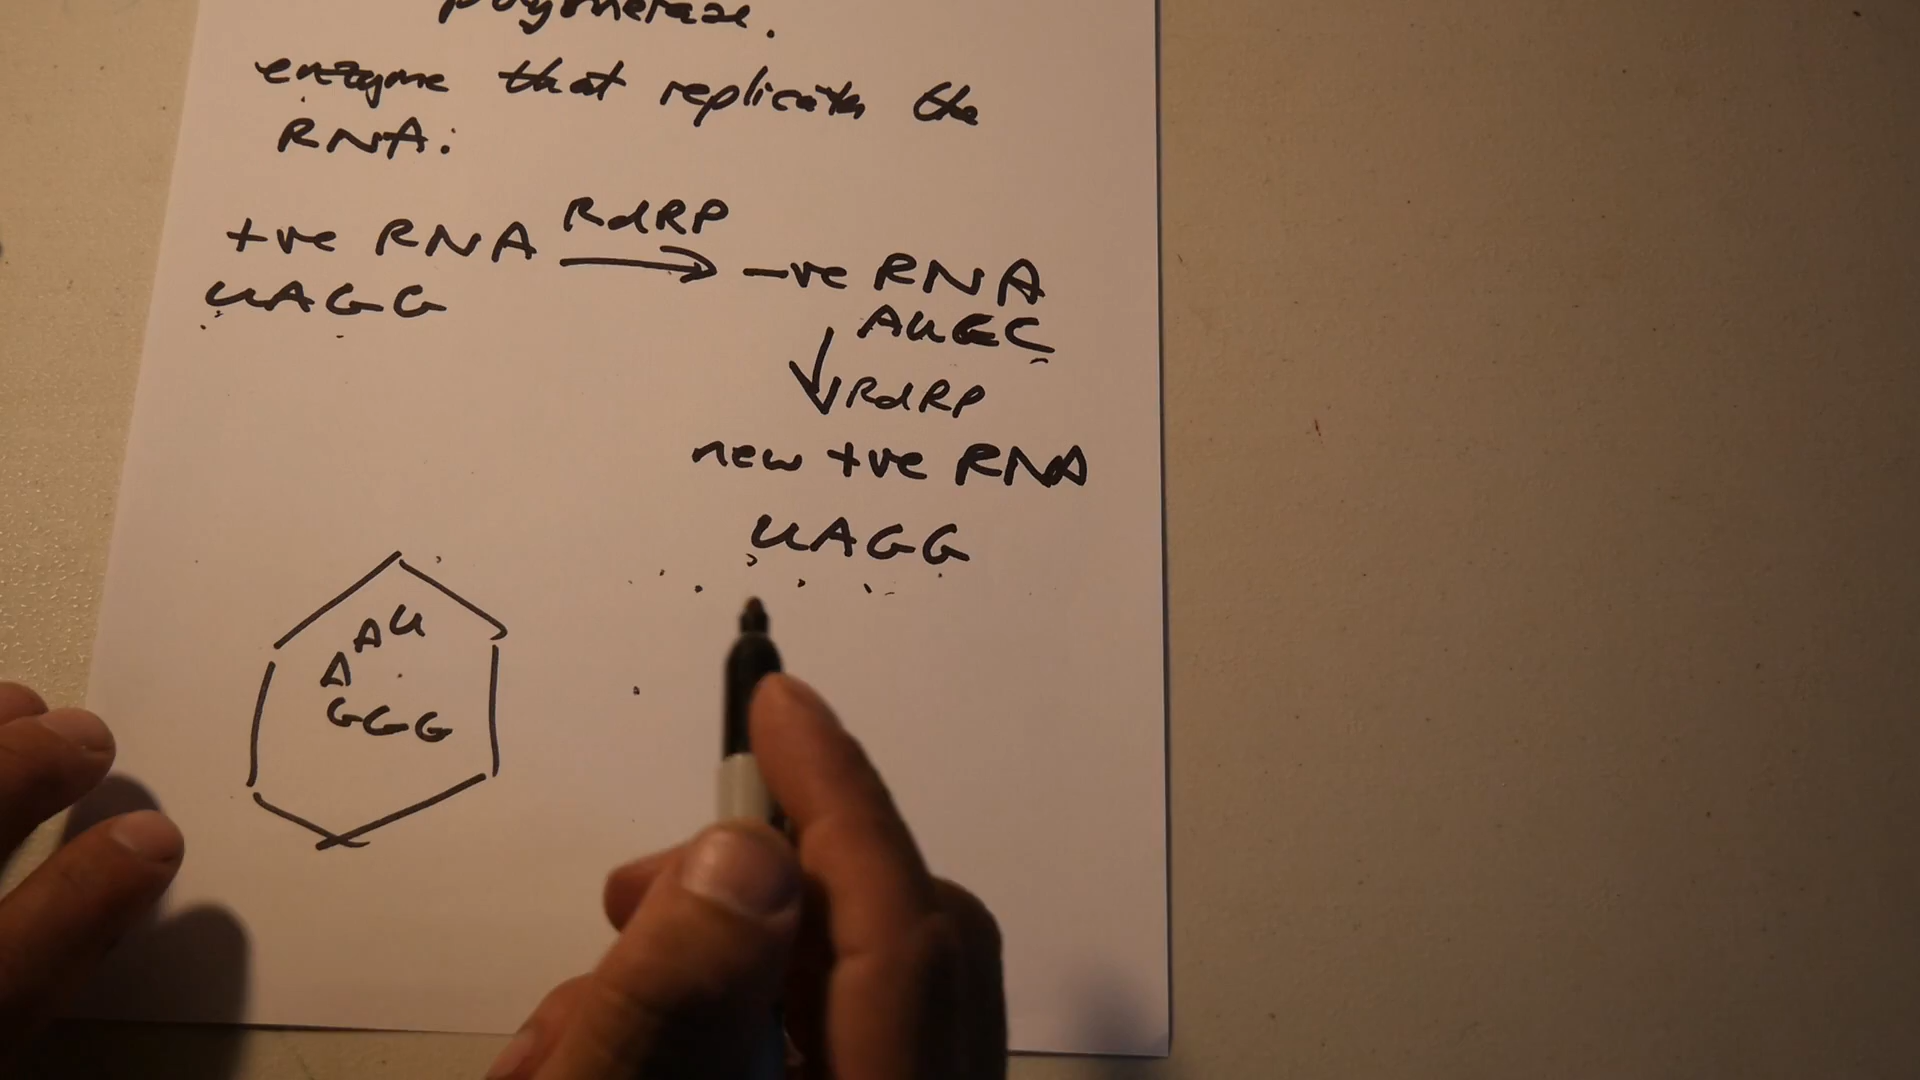 polymerase.
enzyme that replicates the
RNA:
+ve RNA RdRP -ve RNA
UAGG AUCC
RdRP
new +ve RNA
UAGG
U
A
A
GGG